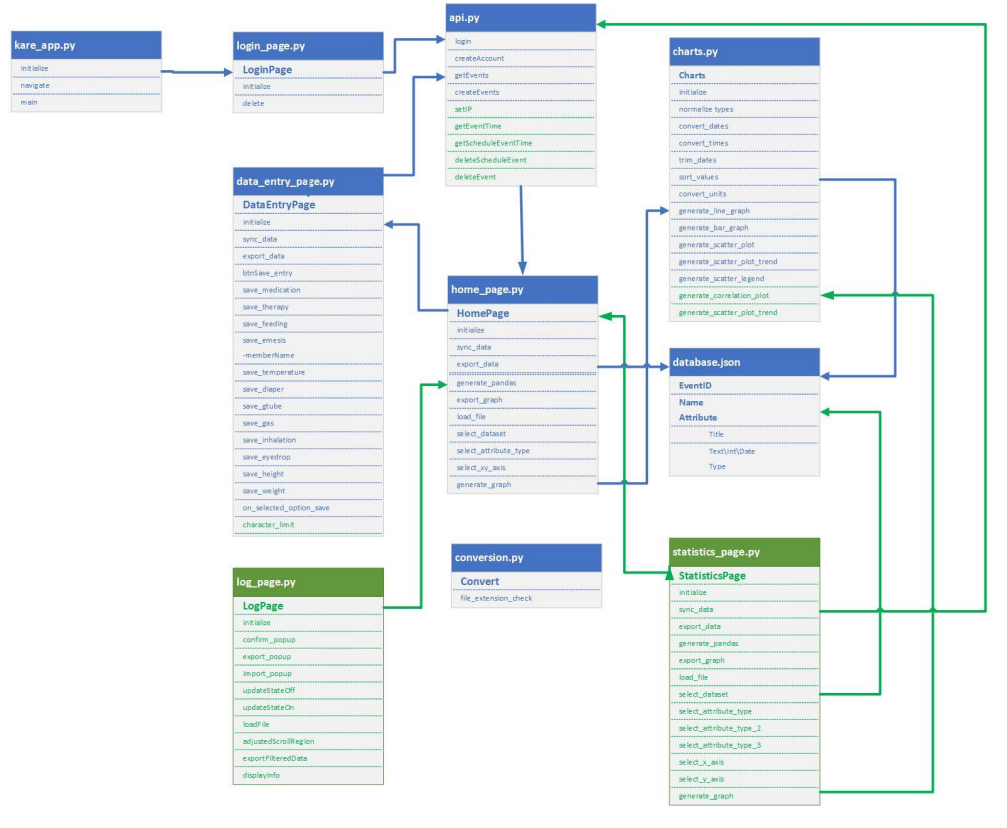 kare_app.py
initialize
navigate
main
login_page.py
LoginPage
initialize
delete
api.py
login
createAccount
getEvents
createEvents
setIP
getEventTime
getScheduleEventTime
deleteScheduleEvent
deleteEvent
charts.py
Charts
initialize
normalize types
convert_dates
convert_times
trim_dates
sort_values
convert_units
generate_line_graph
generate_bar_graph
generate_scatter_plot
generate_scatter_plot_trend
generate_scatter_legend
generate_correlation_plot
generate_scatter_plot_trend
data_entry_page.py
DataEntryPage
initialize
sync_data
export_data
btnSave_entry
save_medication
save_therapy
save_feeding
save_emesis
-memberName
save_temperature
save_diaper
save_gtube
save_gas
save_inhalation
save_eyedrop
save_height
save_weight
on_selected_option_save
character_limit
home_page.py
HomePage
initialize
sync_data
export_data
generate_pandas
export_graph
load_file
select_dataset
select_attribute_type
select_xy_axis
generate_graph
database.json
EventID
Name
Attribute
Title
Text\Int\Date
Type
conversion.py
Convert
file_extension_check
log_page.py
LogPage
initialize
confirm_popup
export_popup
import_popup
updateStateOff
updateStateOn
loadFile
adjustedScrollRegion
exportFilteredData
displayInfo
statistics_page.py
StatisticsPage
initialize
sync_data
export_data
generate_pandas
export_graph
load_file
select_dataset
select_attribute_type
select_attribute_type_2
select_attribute_type_3
select_x_axis
select_y_axis
generate_graph